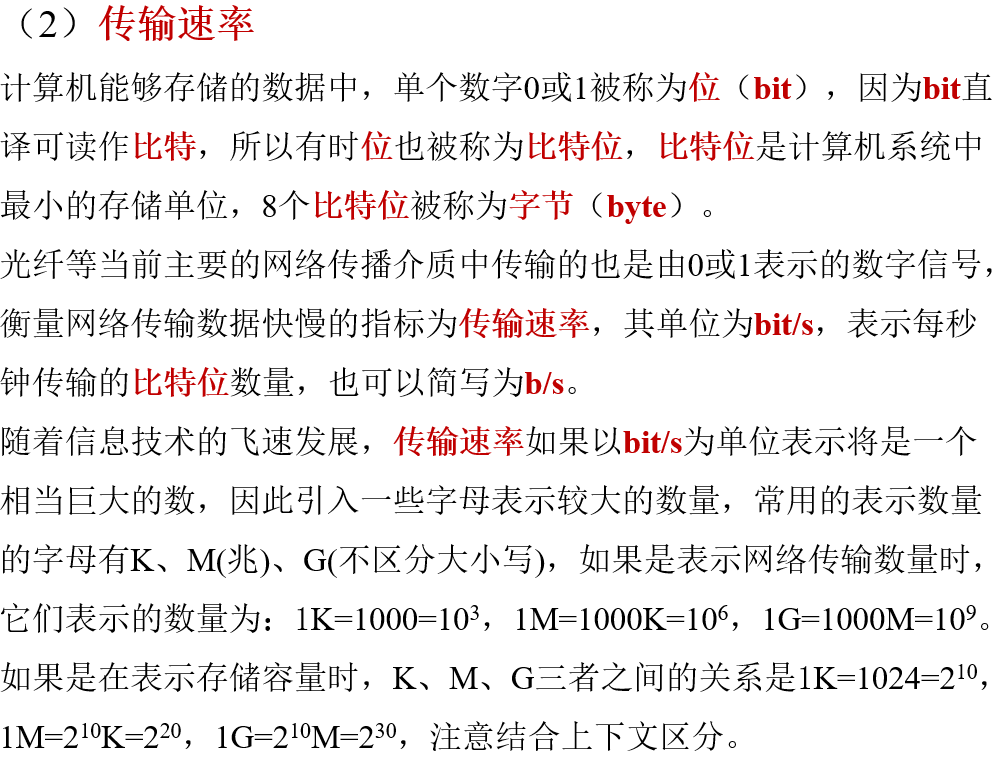 （2）传输速率
计算机能够存储的数据中，单个数字0或1被称为位（bit），因为bit直
译可读作比特，所以有时位也被称为比特位，比特位是计算机系统中
最小的存储单位，8个比特位被称为字节（byte）。
光纤等当前主要的网络传播介质中传输的也是由0或1表示的数字信号，
衡量网络传输数据快慢的指标为传输速率，其单位为bit/s，表示每秒
钟传输的比特位数量，也可以简写为b/s。
随着信息技术的飞速发展，传输速率如果以bit/s为单位表示将是一个
相当巨大的数，因此引入一些字母表示较大的数量，常用的表示数量
的字母有K、M(兆)、G(不区分大小写)，如果是表示网络传输数量时，
它们表示的数量为：1K=1000=10³，1M=1000K=10⁶，1G=1000M=10⁹。
如果是在表示存储容量时，K、M、G三者之间的关系是1K=1024=2¹⁰，
1M=2¹⁰K=2²⁰，1G=2¹⁰M=2³⁰，注意结合上下文区分。